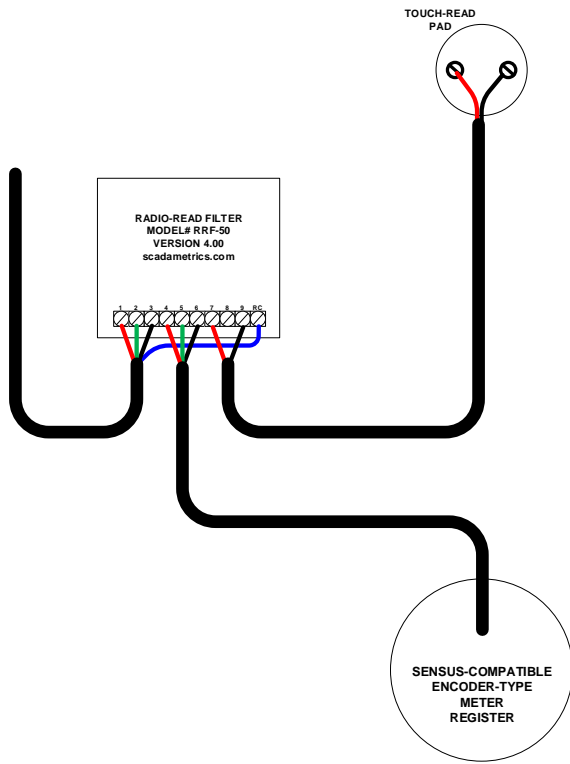 TOUCH-READ
PAD
RADIO-READ FILTER
MODEL# RRF-50
VERSION 4.00
scadametrics.com
1 2 3 4 5 6 7 8 9 RC
SENSUS-COMPATIBLE
ENCODER-TYPE
METER
REGISTER